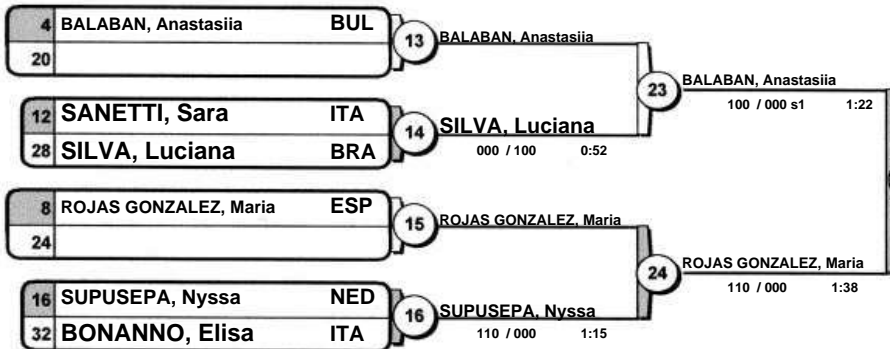 4 BALABAN, Anastasiia BUL
20
13
BALABAN, Anastasiia
12 SANETTI, Sara ITA
28 SILVA, Luciana BRA
14
SILVA, Luciana
000 / 100 0:52
23
BALABAN, Anastasiia
100 / 000 s1 1:22
8 ROJAS GONZALEZ, Maria ESP
24
15
ROJAS GONZALEZ, Maria
16 SUPUSEPA, Nyssa NED
32 BONANNO, Elisa ITA
16
SUPUSEPA, Nyssa
110 / 000 1:15
24
ROJAS GONZALEZ, Maria
110 / 000 1:38